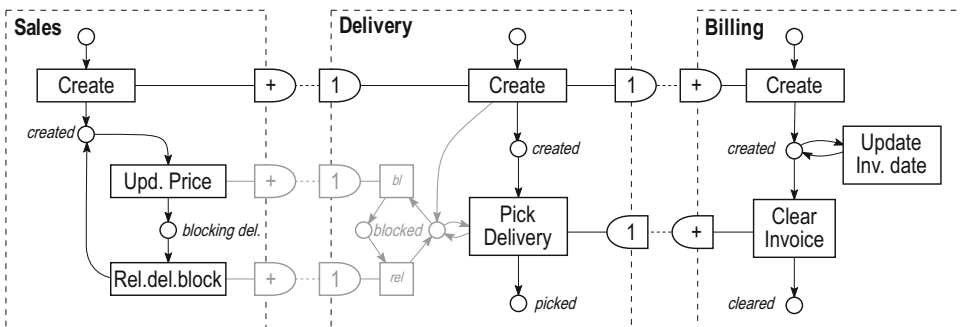 Sales
Delivery
Billing
Create
+
1
Create
1
+
Create
created
created
created
Update
Inv. date
Upd. Price
+
1
bl
blocking del.
blocked
Pick
Delivery
1
+
Clear
Invoice
Rel.del.block
+
1
rel
picked
cleared